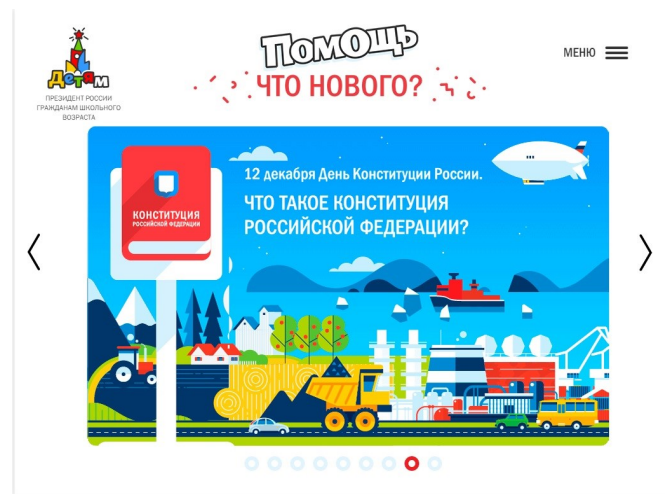 Детям
ПРЕЗИДЕНТ РОССИИ
ГРАЖДАНАМ ШКОЛЬНОГО
ВОЗРАСТА
ПОМОЩЬ
ЧТО НОВОГО?
МЕНЮ
КОНСТИТУЦИЯ
РОССИЙСКОЙ ФЕДЕРАЦИИ
12 декабря День Конституции России.
ЧТО ТАКОЕ КОНСТИТУЦИЯ
РОССИЙСКОЙ ФЕДЕРАЦИИ?